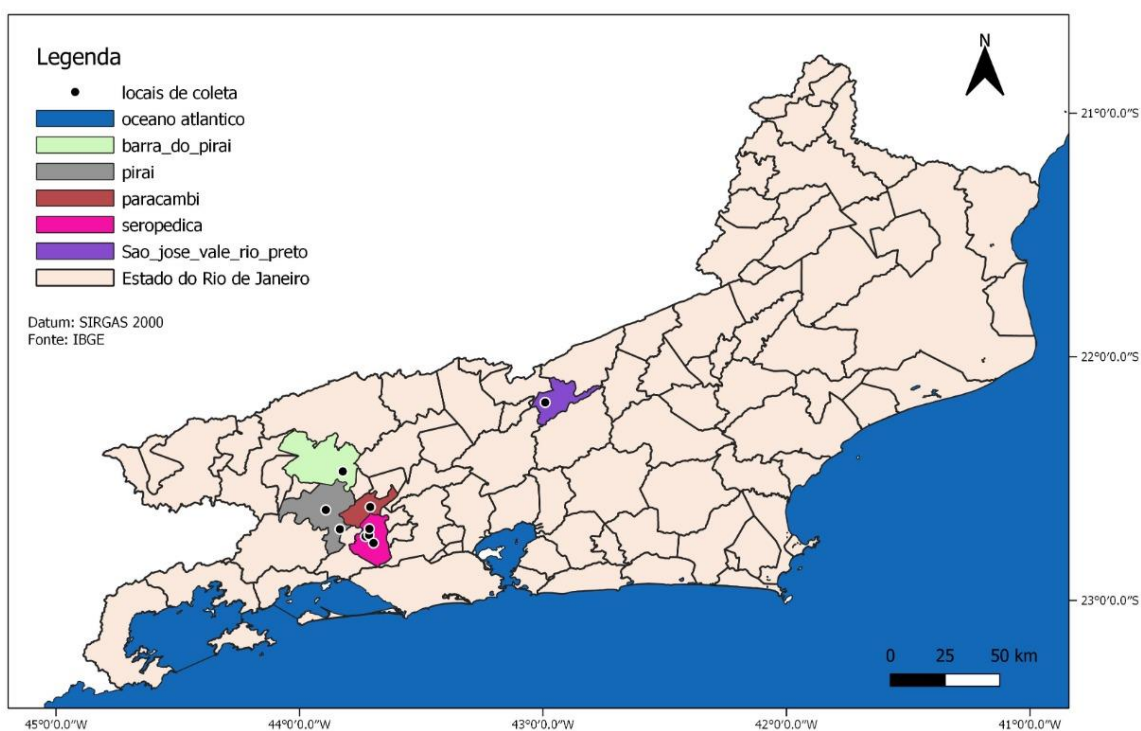 Legenda
locais de coleta
oceano atlantico
barra_do_pirai
pirai
paracambi
seropedica
Sao_jose_vale_rio_preto
Estado do Rio de Janeiro
Datum: SIRGAS 2000
Fonte: IBGE
N
21°0'0.0"S
22°0'0.0"S
23°0'0.0"S
0 25 50 km
45°0'0.0"W 44°0'0.0"W 43°0'0.0"W 42°0'0.0"W 41°0'0.0"W